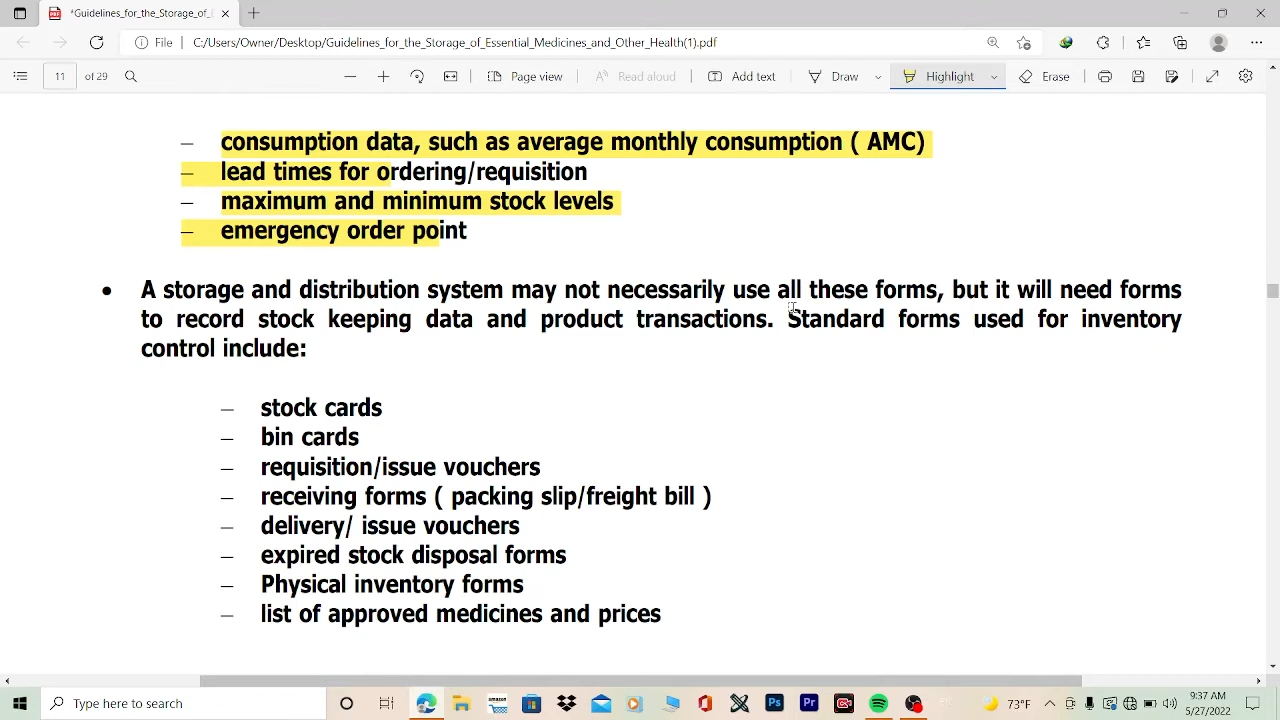 *Guidelines_for_the_Storage_of_
File
C:/Users/Owner/Desktop/Guidelines_for_the_Storage_of_Essential_Medicines_and_Other_Health(1).pdf
11 of 29
Page view
Read aloud
Add text
Draw
Highlight
Erase
– consumption data, such as average monthly consumption ( AMC)
– lead times for ordering/requisition
– maximum and minimum stock levels
– emergency order point
• A storage and distribution system may not necessarily use all these forms, but it will need forms
to record stock keeping data and product transactions. Standard forms used for inventory
control include:
– stock cards
– bin cards
– requisition/issue vouchers
– receiving forms ( packing slip/freight bill )
– delivery/ issue vouchers
– expired stock disposal forms
– Physical inventory forms
– list of approved medicines and prices
Type here to search
amazon
Ps
Pr
73°F
5:37 AM
5/27/2022